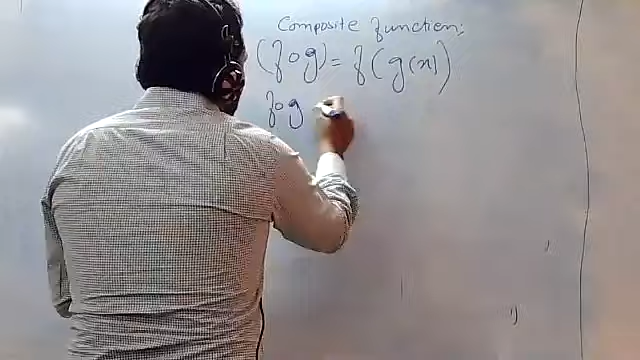 Composite function:
(fog) = f(g(x))
fog